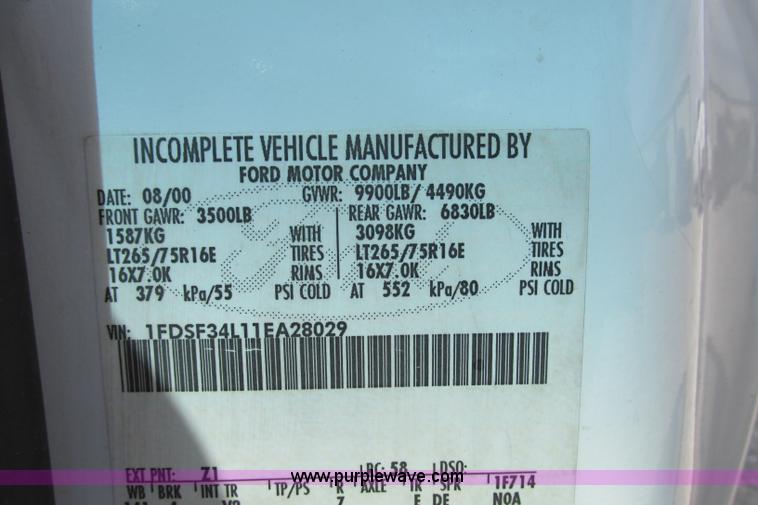 INCOMPLETE VEHICLE MANUFACTURED BY
FORD MOTOR COMPANY
DATE: 08/00 GVWR: 9900LB/ 4490KG
FRONT GAWR: 3500LB REAR GAWR: 6830LB
1587KG WITH 3098KG WITH
LT265/75R16E TIRES LT265/75R16E TIRES
16X7.0K RIMS 16X7.0K RIMS
AT 379 kPa/55 PSI COLD AT 552 kPa/80 PSI COLD
VIN: 1FDSF34L11EA28029
EXT PNT: Z1 RC: 58 DSO:
www.purplewave.com
WB BRK INT TR TP/PS R AXLE TR SPR 1F714